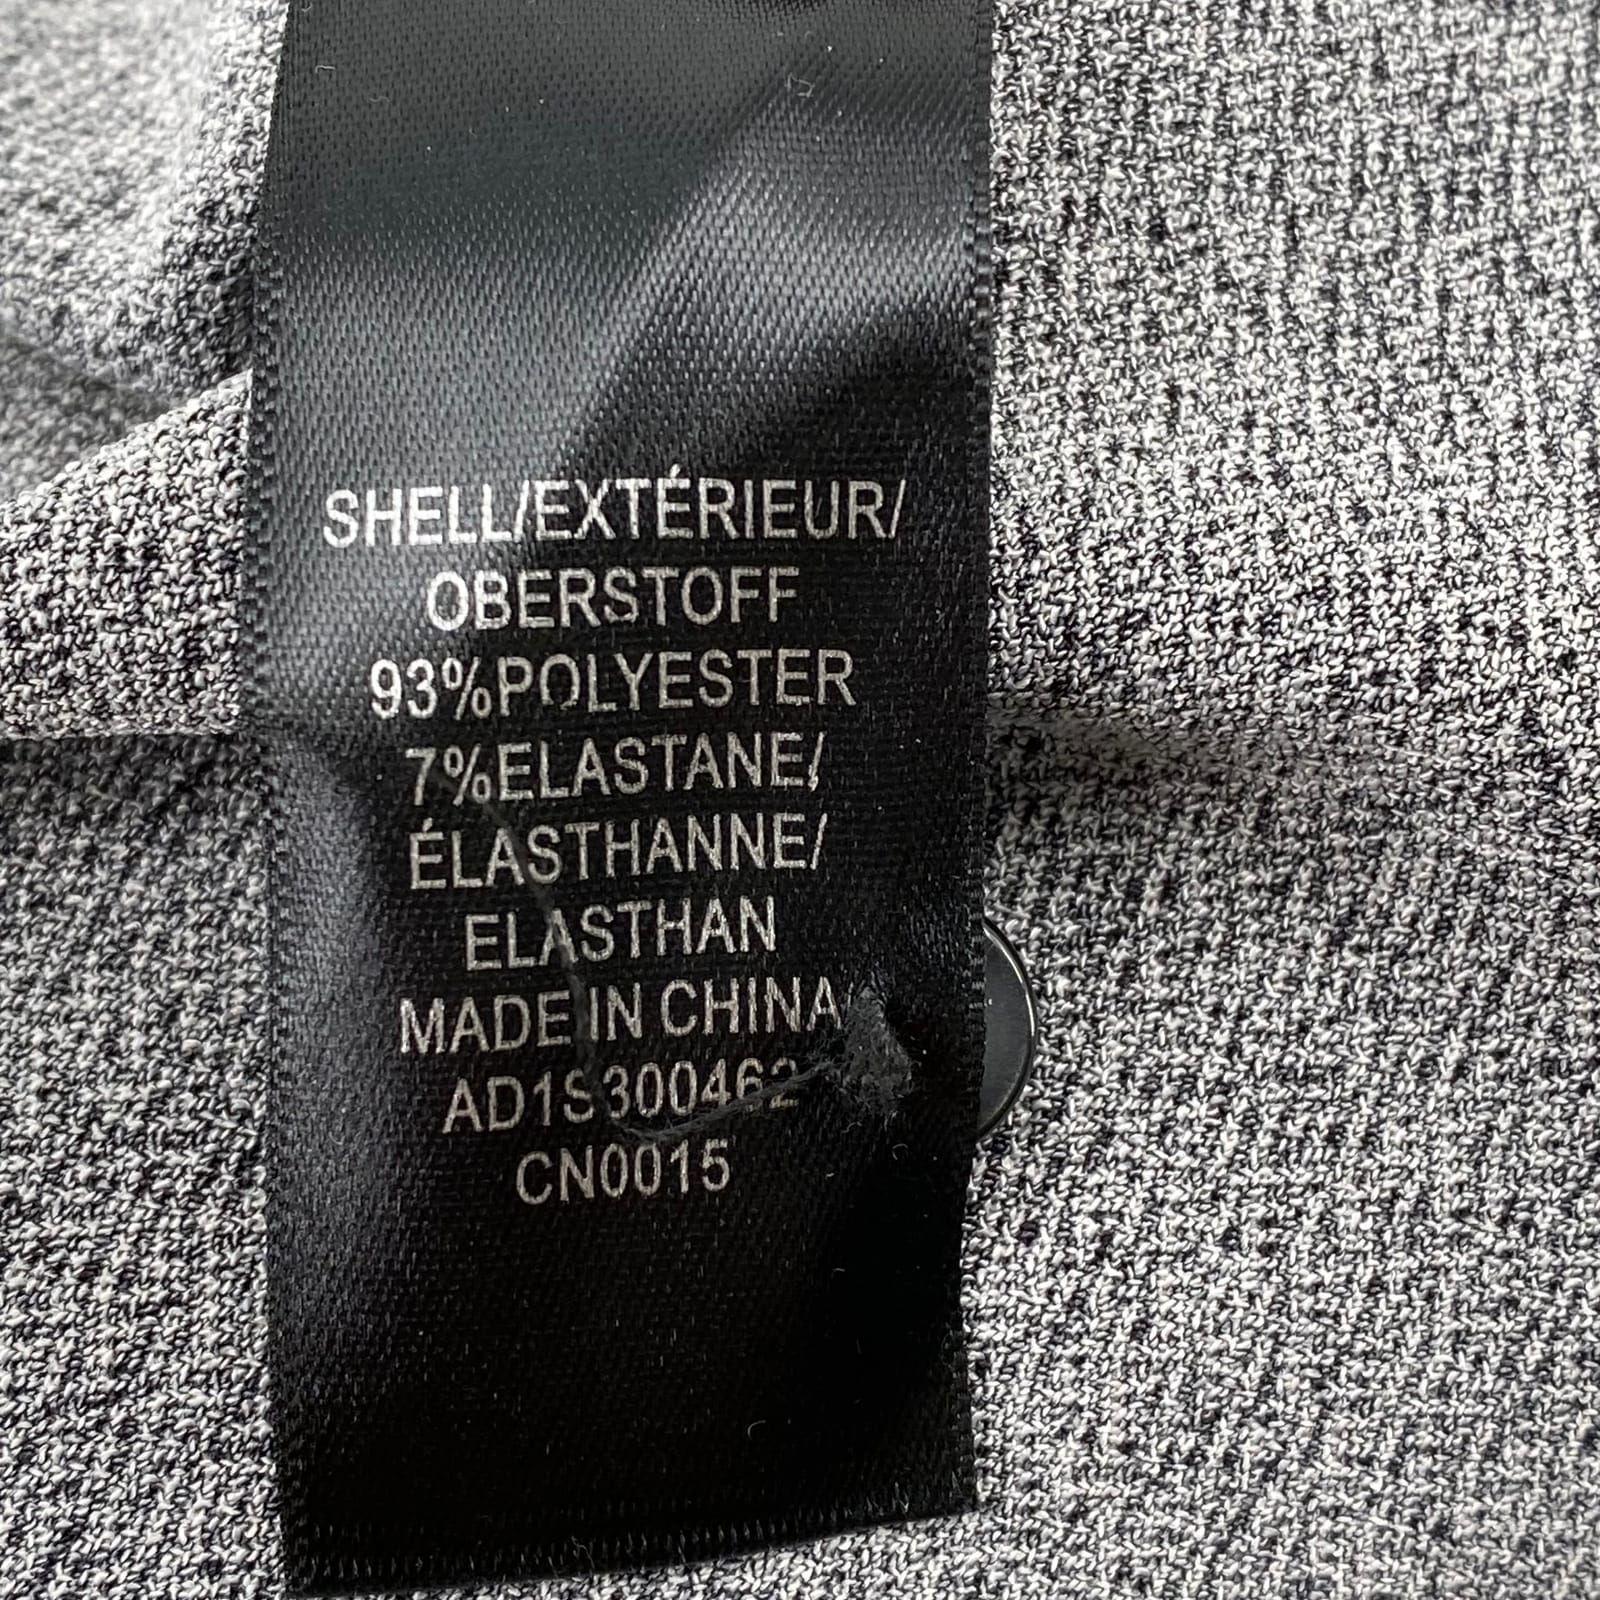 SHELL/EXTÉRIEUR/
OBERSTOFF
93%POLYESTER
7%ELASTANE/
ÉLASTHANNE/
ELASTHAN
MADE IN CHINA
AD1S300462
CN0015